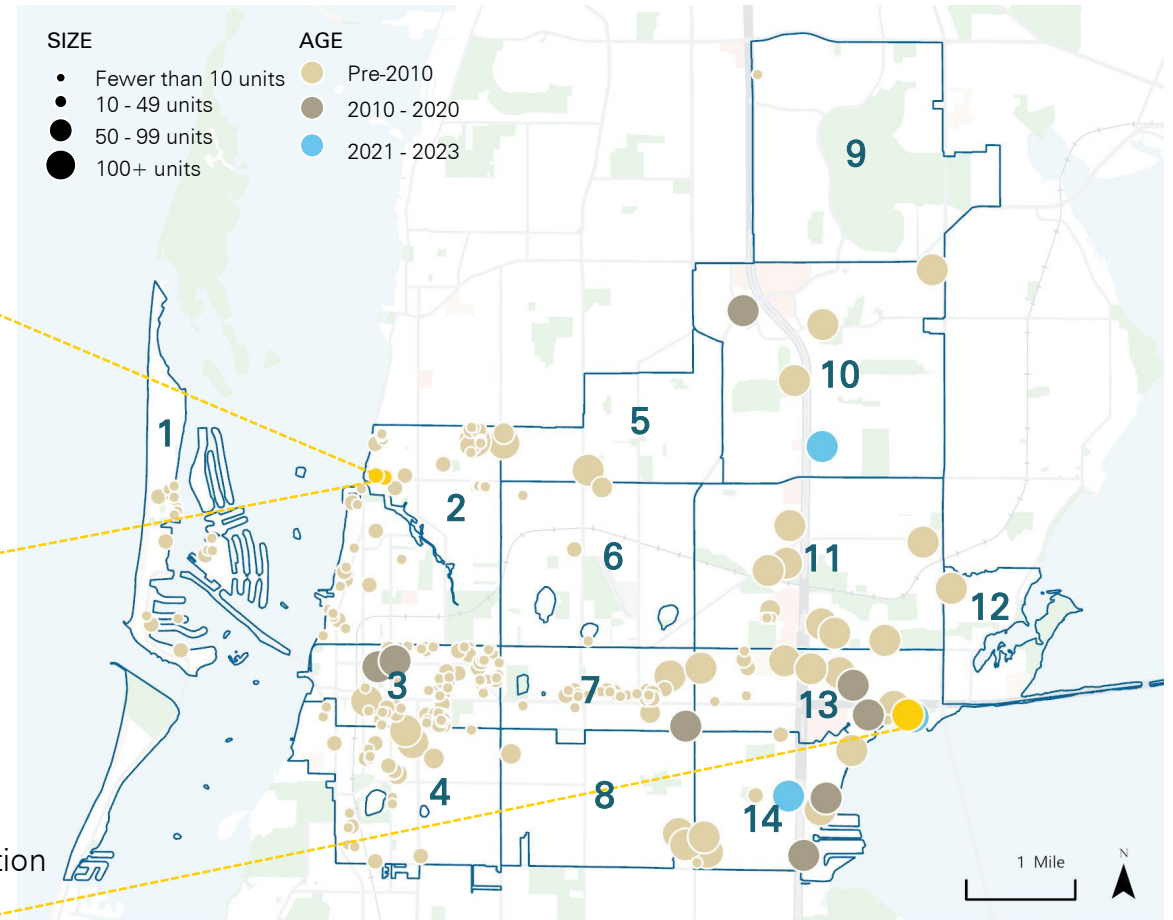 SIZE
Fewer than 10 units
10 - 49 units
50 - 99 units
100+ units
AGE
Pre-2010
2010 - 2020
2021 - 2023
9
10
1
5
2
6
11
12
3
7
13
4
8
14
tion
1 Mile
N